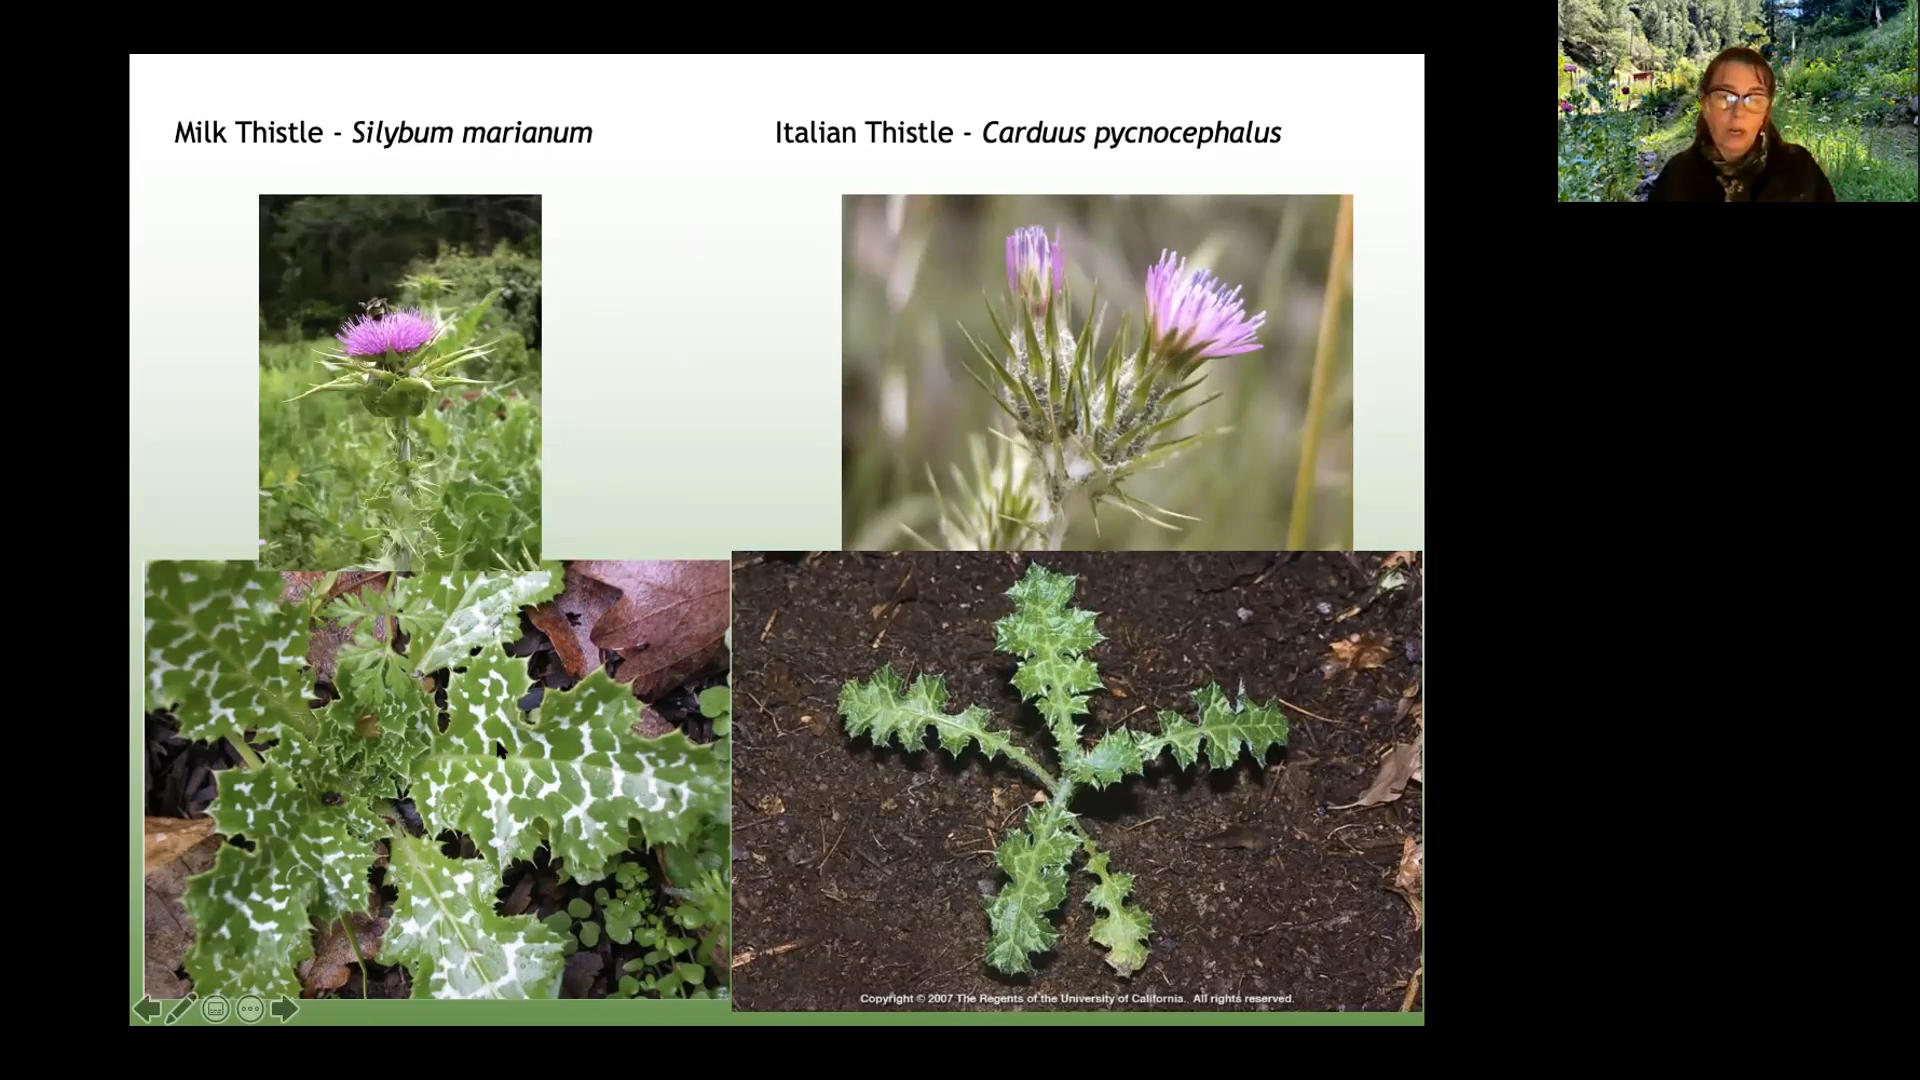 Milk Thistle - Silybum marianum
Italian Thistle - Carduus pycnocephalus
Copyright © 2007 The Regents of the University of California. All rights reserved.